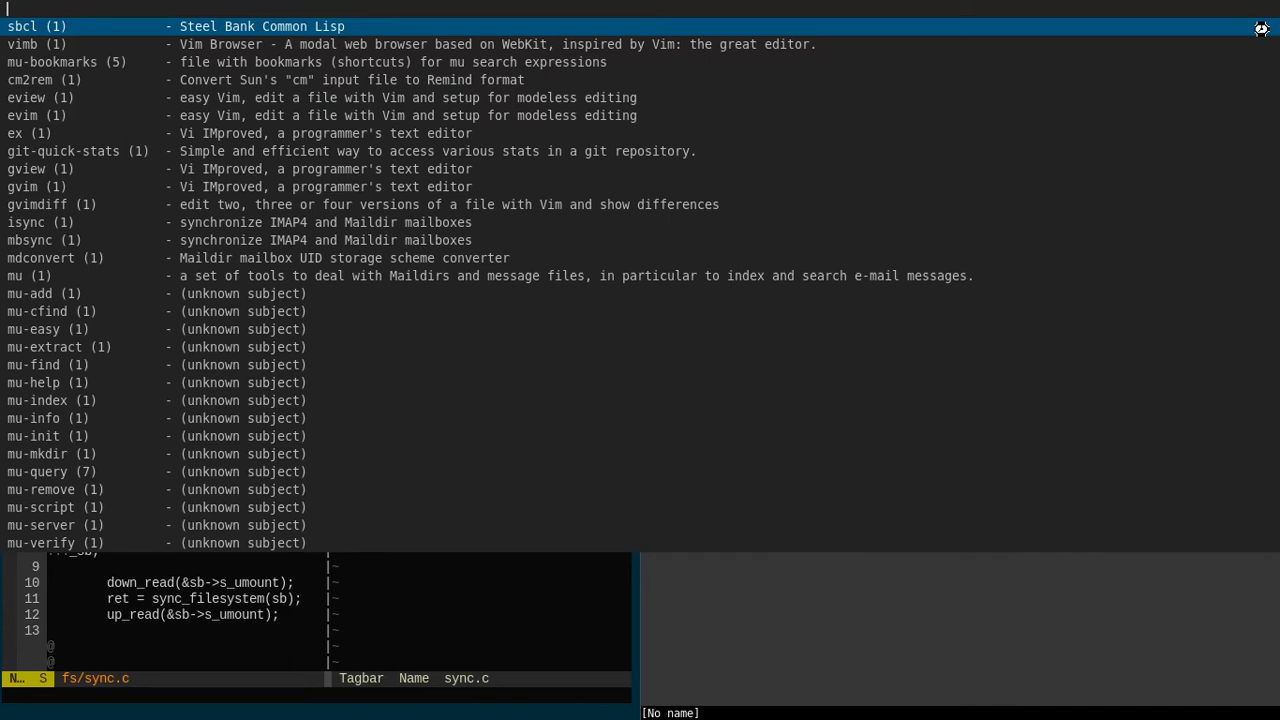 sbcl (1) - Steel Bank Common Lisp
vimb (1) - Vim Browser - A modal web browser based on WebKit, inspired by Vim: the great editor.
mu-bookmarks (5) - file with bookmarks (shortcuts) for mu search expressions
cm2rem (1) - Convert Sun's "cm" input file to Remind format
eview (1) - easy Vim, edit a file with Vim and setup for modeless editing
evim (1) - easy Vim, edit a file with Vim and setup for modeless editing
ex (1) - Vi IMproved, a programmer's text editor
git-quick-stats (1) - Simple and efficient way to access various stats in a git repository.
gview (1) - Vi IMproved, a programmer's text editor
gvim (1) - Vi IMproved, a programmer's text editor
gvimdiff (1) - edit two, three or four versions of a file with Vim and show differences
isync (1) - synchronize IMAP4 and Maildir mailboxes
mbsync (1) - synchronize IMAP4 and Maildir mailboxes
mdconvert (1) - Maildir mailbox UID storage scheme converter
mu (1) - a set of tools to deal with Maildirs and message files, in particular to index and search e-mail messages.
mu-add (1) - (unknown subject)
mu-cfind (1) - (unknown subject)
mu-easy (1) - (unknown subject)
mu-extract (1) - (unknown subject)
mu-find (1) - (unknown subject)
mu-help (1) - (unknown subject)
mu-index (1) - (unknown subject)
mu-info (1) - (unknown subject)
mu-init (1) - (unknown subject)
mu-mkdir (1) - (unknown subject)
mu-query (7) - (unknown subject)
mu-remove (1) - (unknown subject)
mu-script (1) - (unknown subject)
mu-server (1) - (unknown subject)
mu-verify (1) - (unknown subject)
9 |~
10 down_read(&sb->s_umount); |~
11 ret = sync_filesystem(sb); |~
12 up_read(&sb->s_umount); |~
13 |~
@ |~
@ |~
N… S fs/sync.c Tagbar Name sync.c
[No name]